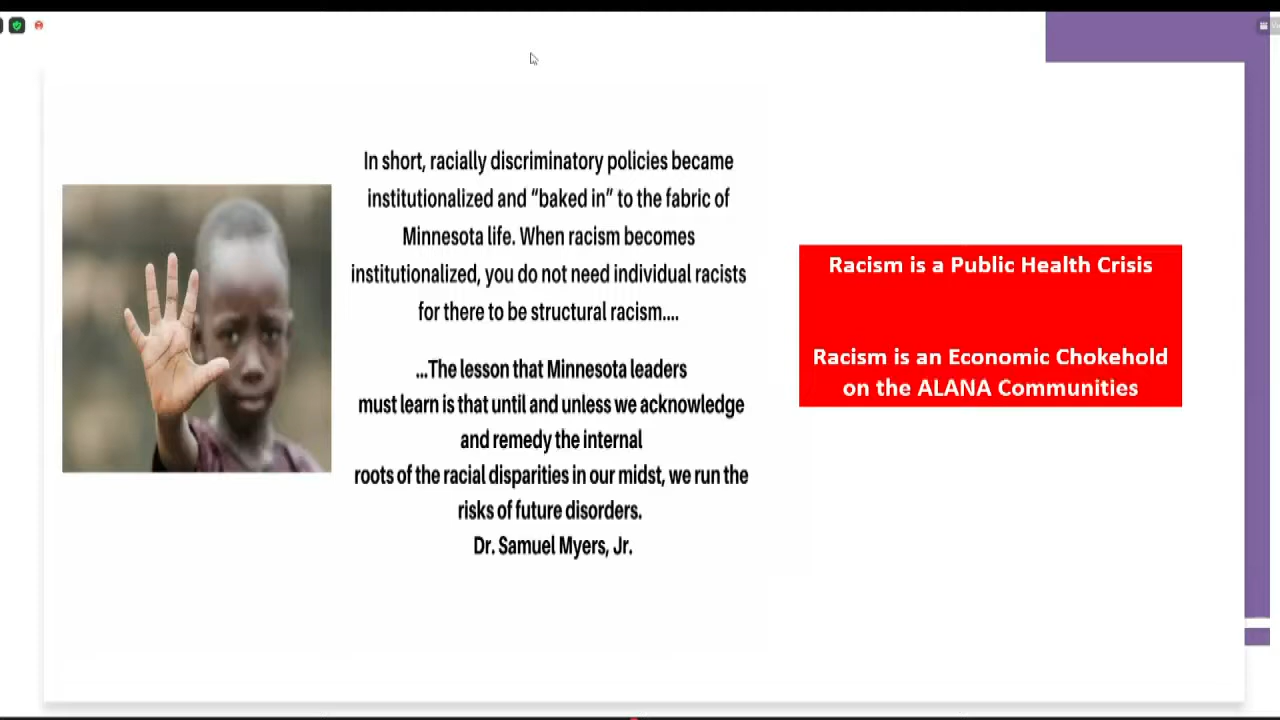 In short, racially discriminatory policies became
institutionalized and “baked in” to the fabric of
Minnesota life. When racism becomes
institutionalized, you do not need individual racists
for there to be structural racism....
...The lesson that Minnesota leaders
must learn is that until and unless we acknowledge
and remedy the internal
roots of the racial disparities in our midst, we run the
risks of future disorders.
Dr. Samuel Myers, Jr.
Racism is a Public Health Crisis
Racism is an Economic Chokehold
on the ALANA Communities